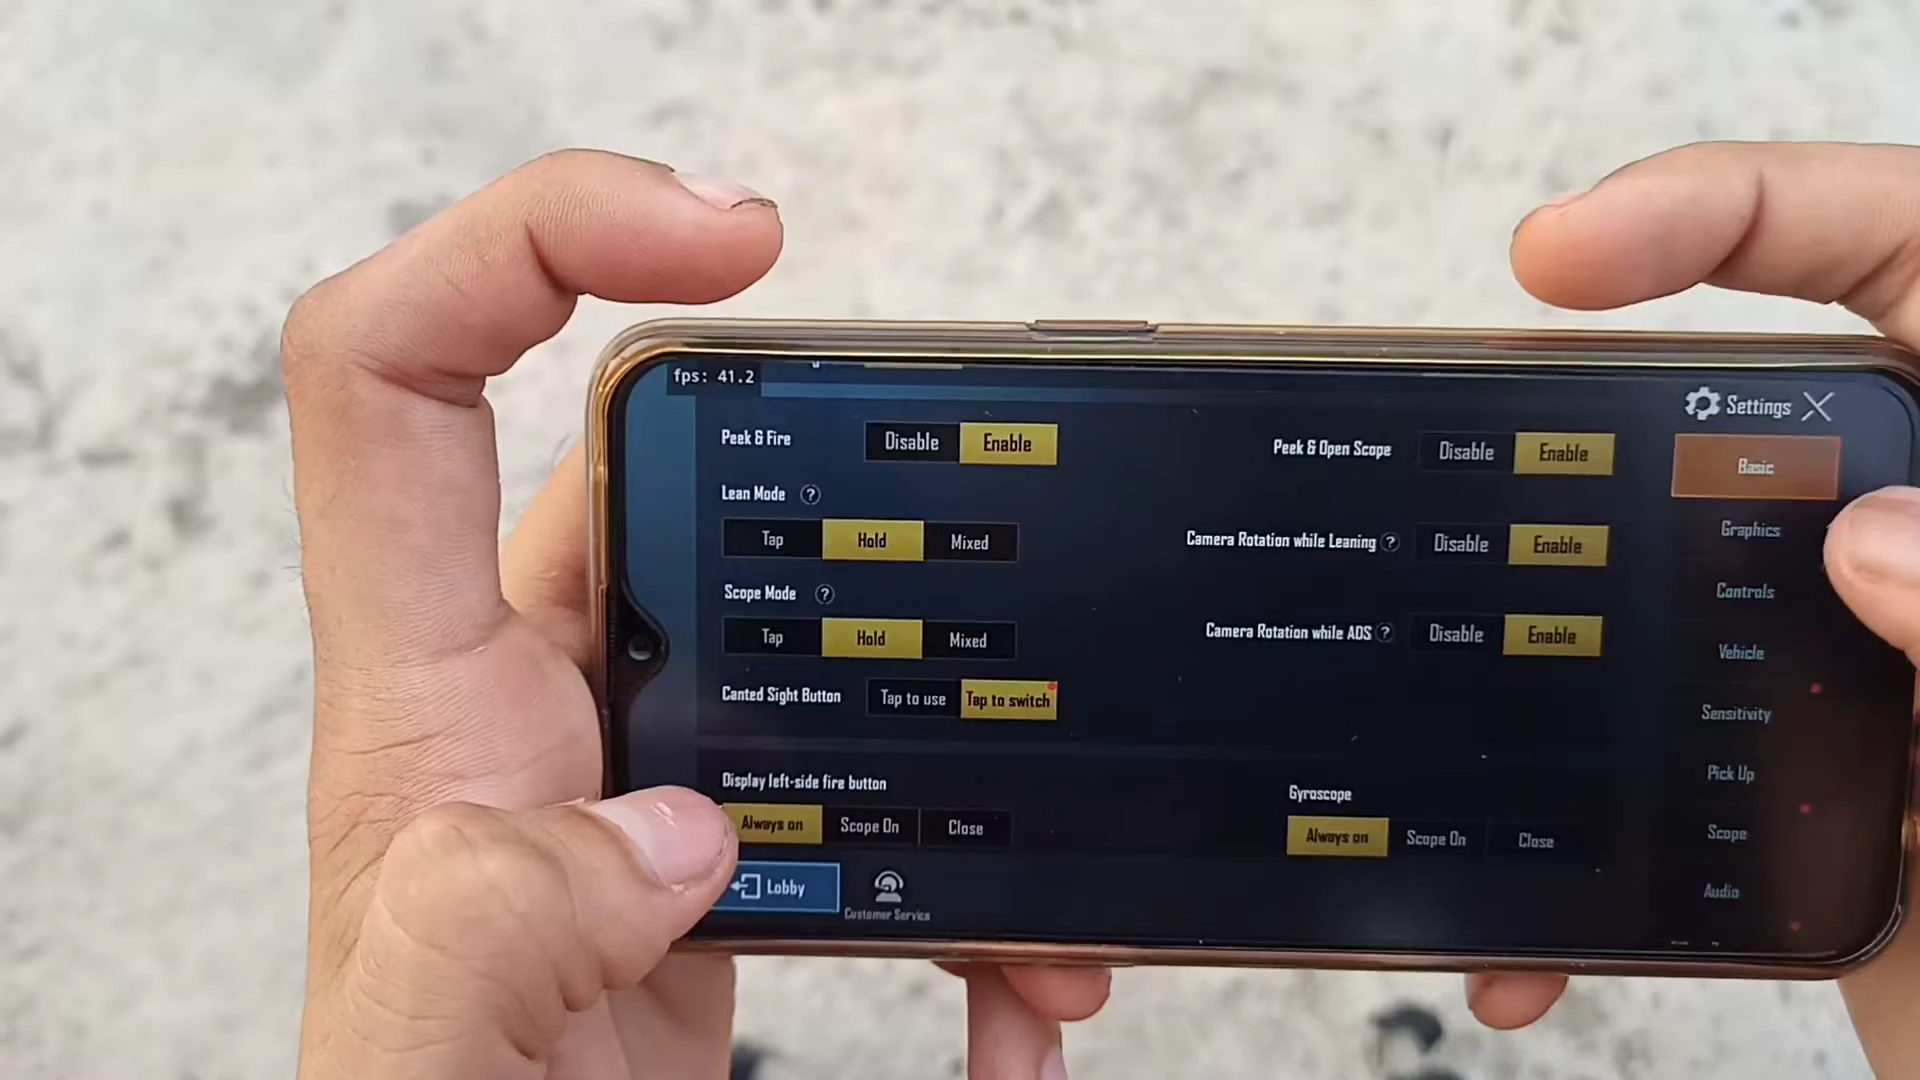 fps: 41.2
Settings
Peek & Fire
Disable
Enable
Peek & Open Scope
Disable
Enable
Basic
Lean Mode ?
Graphics
Tap
Hold
Mixed
Camera Rotation while Leaning ?
Disable
Enable
Controls
Scope Mode ?
Tap
Hold
Mixed
Camera Rotation while ADS ?
Disable
Enable
Vehicle
Canted Sight Button
Tap to use
Tap to switch
Sensitivity
Display left-side fire button
Gyroscope
Pick Up
Always on
Scope On
Close
Always on
Scope On
Close
Scope
Lobby
Customer Service
Audio